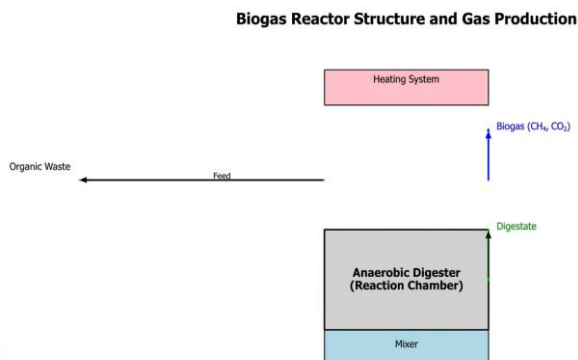 Biogas Reactor Structure and Gas Production
Heating System
Biogas (CH₄, CO₂)
Organic Waste
Feed
Digestate
Anaerobic Digester
(Reaction Chamber)
Mixer